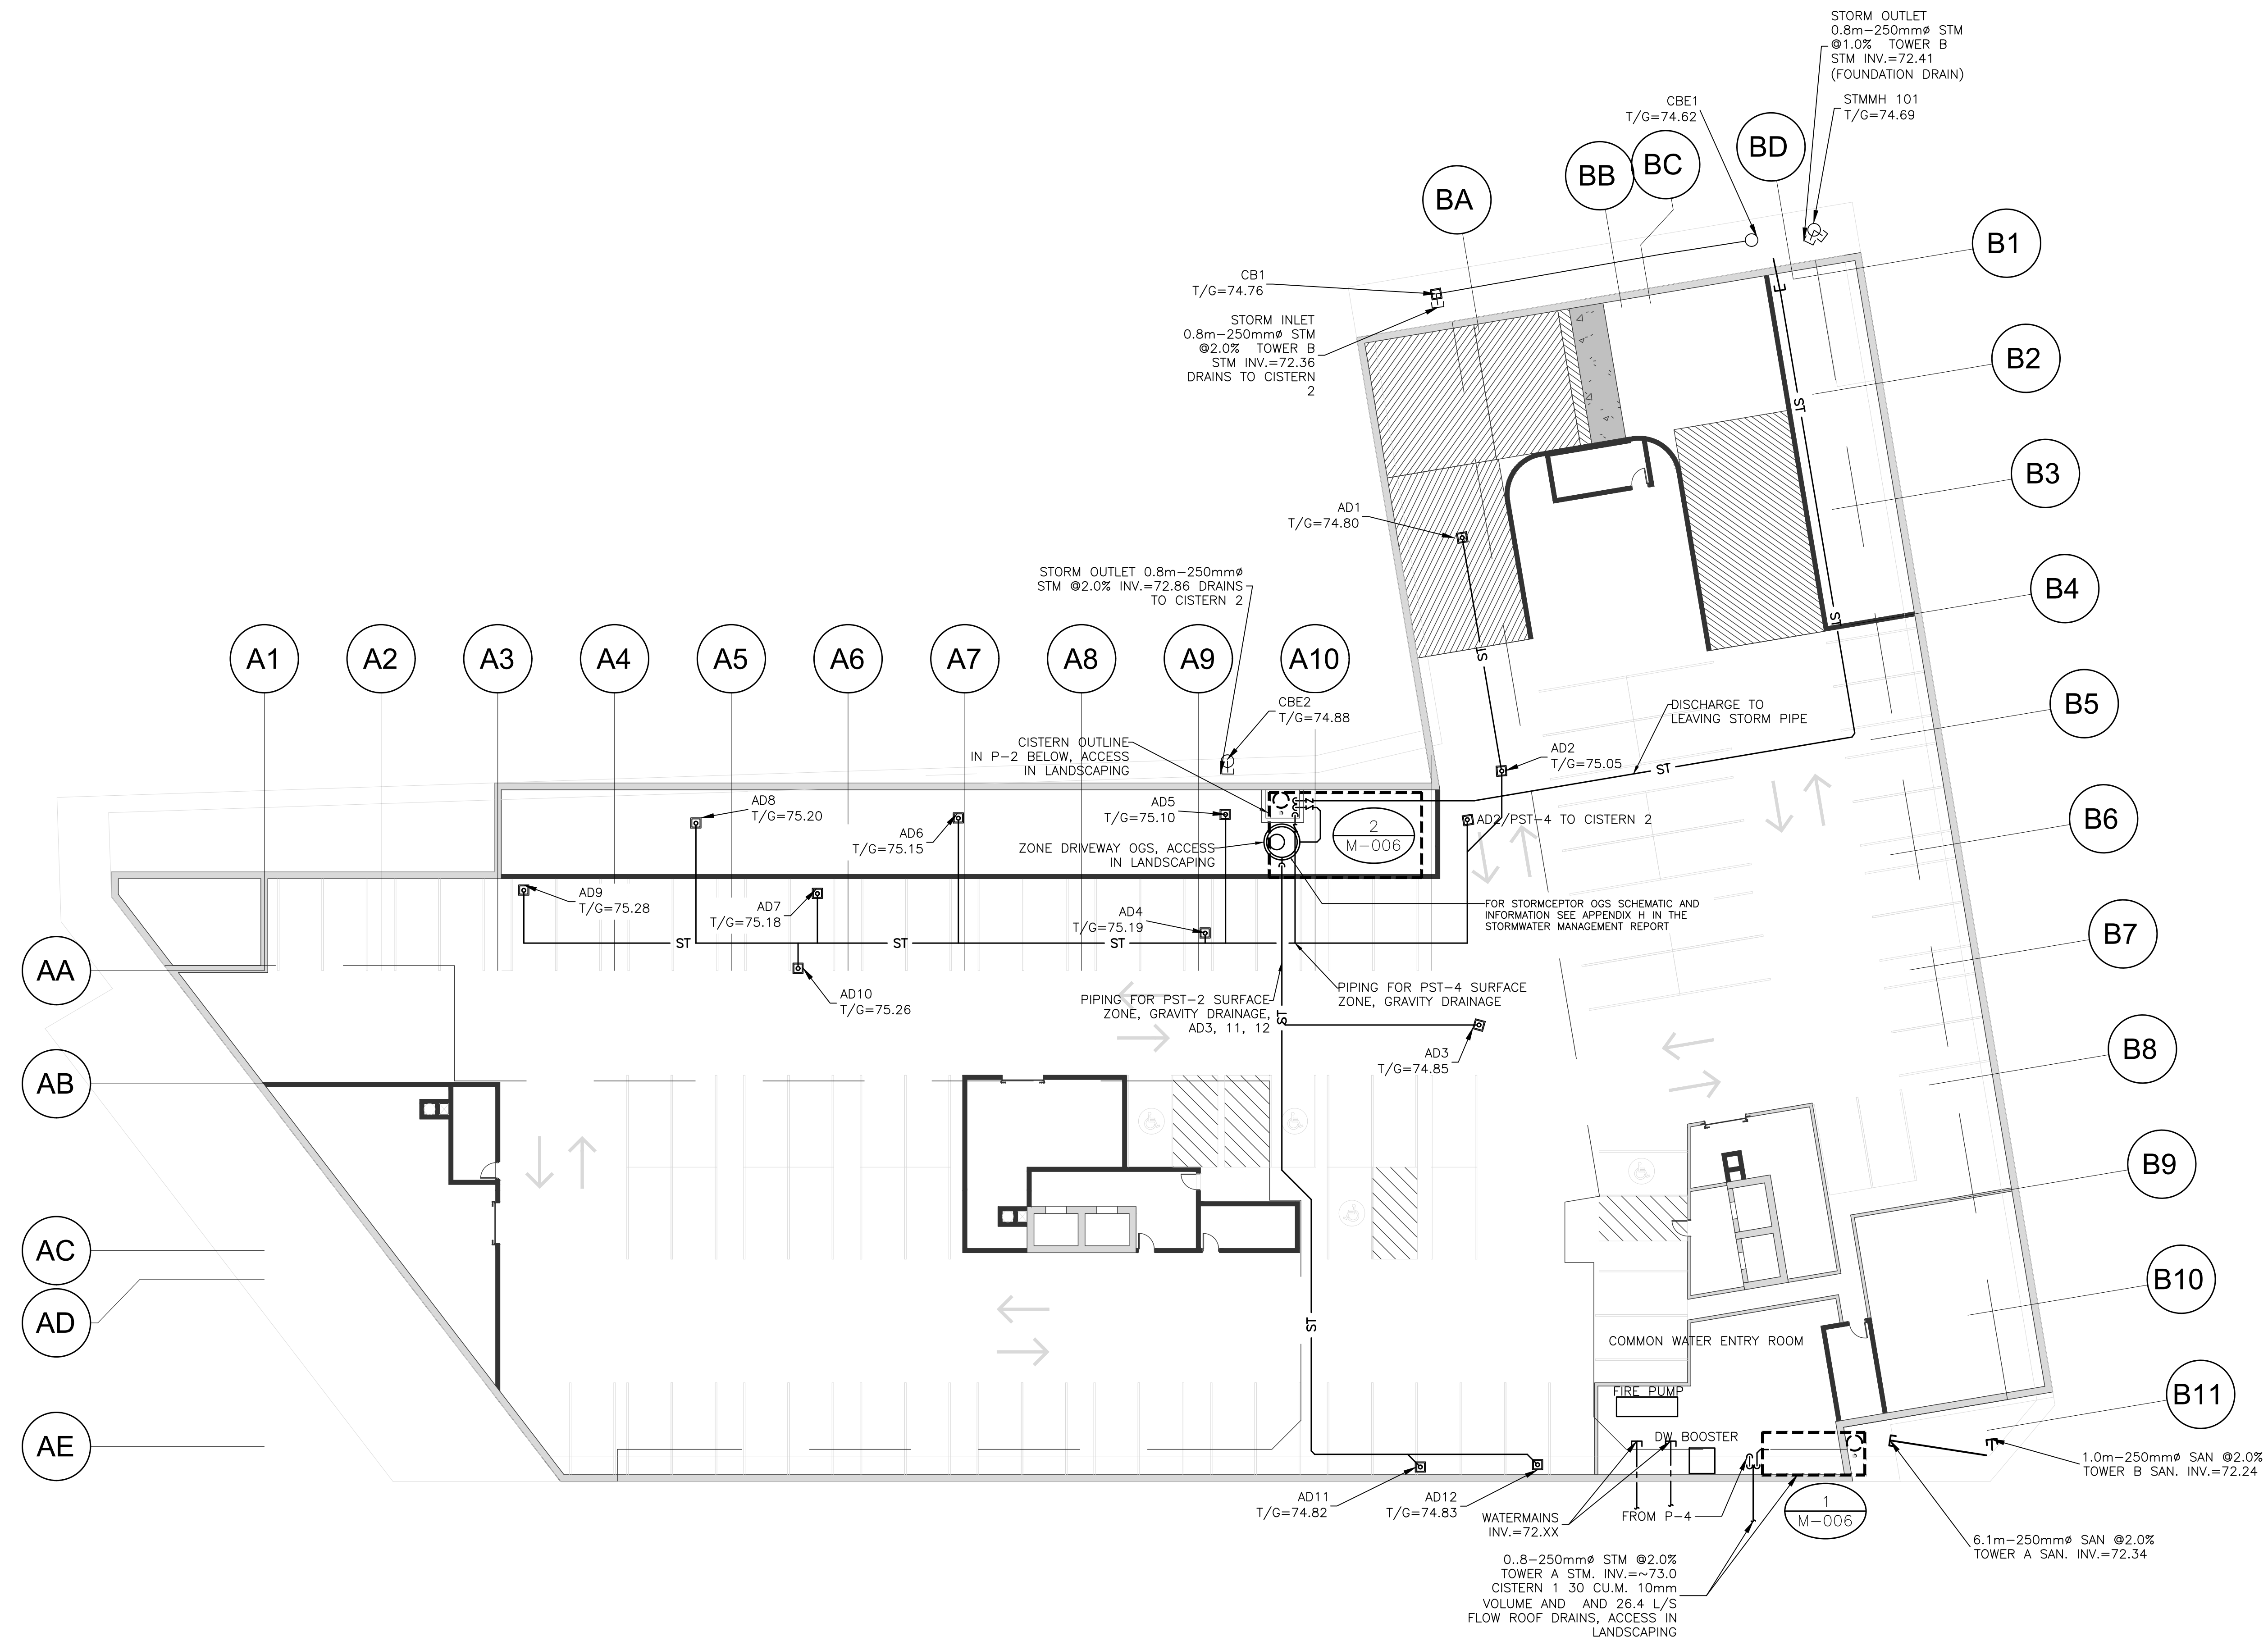 STORM OUTLET
0.8m-250mmø STM
@1.0% TOWER B
STM INV.=72.41
(FOUNDATION DRAIN)
STMMH 101
T/G=74.69
CBE1
T/G=74.62
BA
BB
BC
BD
B1
B2
B3
B4
B5
B6
B7
B8
B9
B10
B11
CB1
T/G=74.76
STORM INLET
0.8m-250mmø STM
@2.0% TOWER B
STM INV.=72.36
DRAINS TO CISTERN
2
ST
ST
AD1
T/G=74.80
ST
STORM OUTLET 0.8m-250mmø
STM @2.0% INV.=72.86 DRAINS
TO CISTERN 2
A1
A2
A3
A4
A5
A6
A7
A8
A9
A10
CBE2
T/G=74.88
DISCHARGE TO
LEAVING STORM PIPE
CISTERN OUTLINE
IN P-2 BELOW, ACCESS
IN LANDSCAPING
AD2
T/G=75.05
ST
AD8
T/G=75.20
AD6
T/G=75.15
AD5
T/G=75.10
ZONE DRIVEWAY OGS, ACCESS
IN LANDSCAPING
2
M-006
AD2/PST-4 TO CISTERN 2
AD9
T/G=75.28
AD7
T/G=75.18
AD4
T/G=75.19
FOR STORMCEPTOR OGS SCHEMATIC AND
INFORMATION SEE APPENDIX H IN THE
STORMWATER MANAGEMENT REPORT
ST
ST
ST
AD10
T/G=75.26
PIPING FOR PST-2 SURFACE
ZONE, GRAVITY DRAINAGE,
AD3, 11, 12
ST
PIPING FOR PST-4 SURFACE
ZONE, GRAVITY DRAINAGE
AD3
T/G=74.85
AA
AB
AC
AD
AE
ST
COMMON WATER ENTRY ROOM
FIRE PUMP
DW BOOSTER
AD11
T/G=74.82
AD12
T/G=74.83
WATERMAINS
INV.=72.XX
FROM P-4
1
M-006
1.0m-250mmø SAN @2.0%
TOWER B SAN. INV.=72.24
6.1m-250mmø SAN @2.0%
TOWER A SAN. INV.=72.34
0..8-250mmø STM @2.0%
TOWER A STM. INV.=~73.0
CISTERN 1 30 CU.M. 10mm
VOLUME AND AND 26.4 L/S
FLOW ROOF DRAINS, ACCESS IN
LANDSCAPING